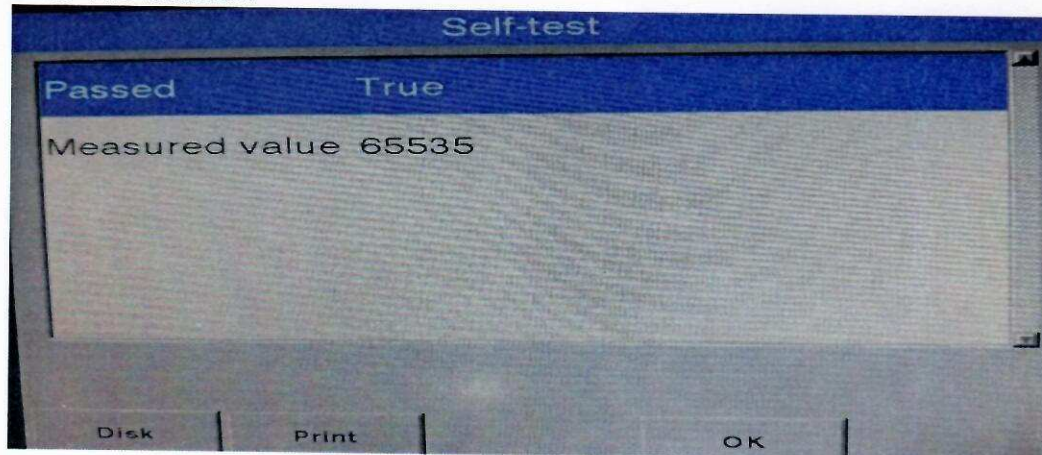 Self-test
Passed True
Measured value 65535
Disk Print OK